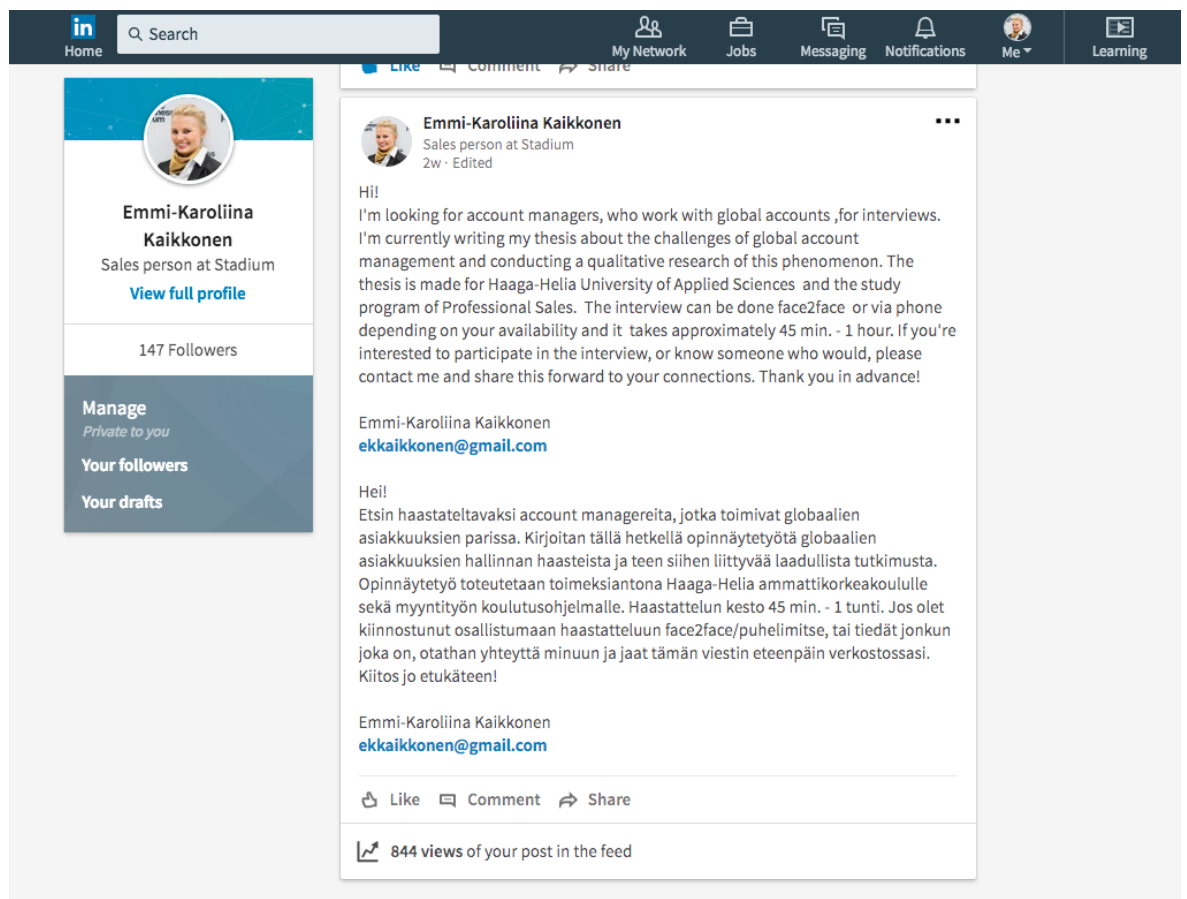 in
Home
Search
My Network
Jobs
Messaging
Notifications
Me
Learning
Like Comment Share
Emmi-Karoliina
Kaikkonen
Sales person at Stadium
View full profile
147 Followers
Manage
Private to you
Your followers
Your drafts
Emmi-Karoliina Kaikkonen
Sales person at Stadium
2w · Edited
Hi!
I'm looking for account managers, who work with global accounts ,for interviews.
I'm currently writing my thesis about the challenges of global account
management and conducting a qualitative research of this phenomenon. The
thesis is made for Haaga-Helia University of Applied Sciences and the study
program of Professional Sales. The interview can be done face2face or via phone
depending on your availability and it takes approximately 45 min. - 1 hour. If you're
interested to participate in the interview, or know someone who would, please
contact me and share this forward to your connections. Thank you in advance!
Emmi-Karoliina Kaikkonen
ekkaikkonen@gmail.com
Hei!
Etsin haastateltavaksi account managereita, jotka toimivat globaalien
asiakkuuksien parissa. Kirjoitan tällä hetkellä opinnäytetyötä globaalien
asiakkuuksien hallinnan haasteista ja teen siihen liittyvää laadullista tutkimusta.
Opinnäytetyö toteutetaan toimeksiantona Haaga-Helia ammattikorkeakoululle
sekä myyntityön koulutusohjelmalle. Haastattelun kesto 45 min. - 1 tunti. Jos olet
kiinnostunut osallistumaan haastatteluun face2face/puhelimitse, tai tiedät jonkun
joka on, otathan yhteyttä minuun ja jaat tämän viestin eteenpäin verkostossasi.
Kiitos jo etukäteen!
Emmi-Karoliina Kaikkonen
ekkaikkonen@gmail.com
Like Comment Share
844 views of your post in the feed